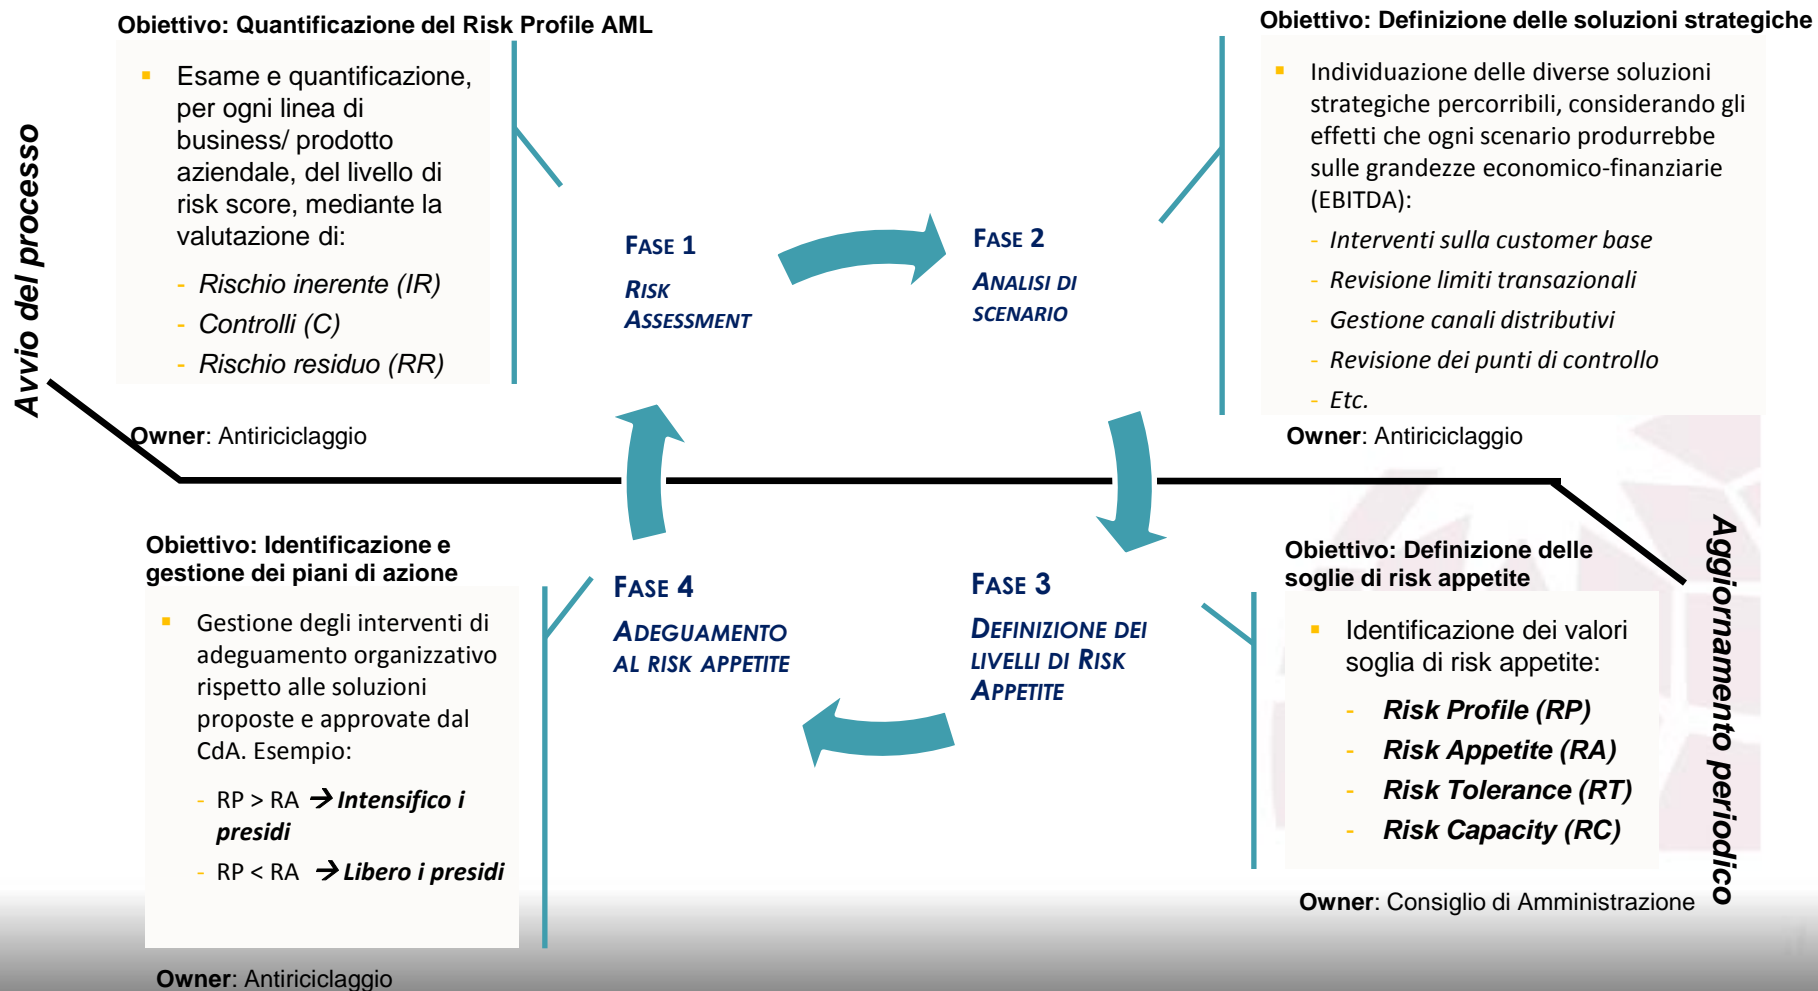 Avvio del processo
Obiettivo: Quantificazione del Risk Profile AML
▪ Esame e quantificazione,
per ogni linea di
business/ prodotto
aziendale, del livello di
risk score, mediante la
valutazione di:
- Rischio inerente (IR)
- Controlli (C)
- Rischio residuo (RR)
Owner: Antiriciclaggio
FASE 1
RISK
ASSESSMENT
FASE 2
ANALISI DI
SCENARIO
Obiettivo: Definizione delle soluzioni strategiche
▪ Individuazione delle diverse soluzioni
strategiche percorribili, considerando gli
effetti che ogni scenario produrrebbe
sulle grandezze economico-finanziarie
(EBITDA):
- Interventi sulla customer base
- Revisione limiti transazionali
- Gestione canali distributivi
- Revisione dei punti di controllo
- Etc.
Owner: Antiriciclaggio
Obiettivo: Identificazione e
gestione dei piani di azione
▪ Gestione degli interventi di
adeguamento organizzativo
rispetto alle soluzioni
proposte e approvate dal
CdA. Esempio:
- RP > RA → Intensifico i
presidi
- RP < RA → Libero i presidi
Owner: Antiriciclaggio
FASE 4
ADEGUAMENTO
AL RISK APPETITE
FASE 3
DEFINIZIONE DEI
LIVELLI DI RISK
APPETITE
Obiettivo: Definizione delle
soglie di risk appetite
▪ Identificazione dei valori
soglia di risk appetite:
- Risk Profile (RP)
- Risk Appetite (RA)
- Risk Tolerance (RT)
- Risk Capacity (RC)
Owner: Consiglio di Amministrazione
Aggiornamento periodico